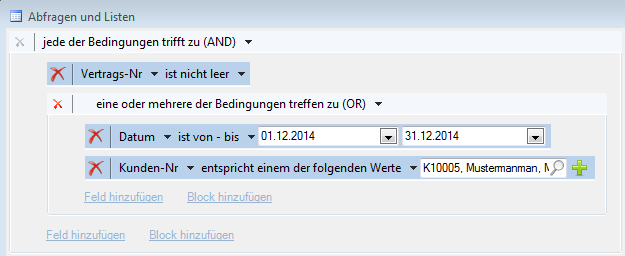 Abfragen und Listen
jede der Bedingungen trifft zu (AND)
Vertrags-Nr ist nicht leer
eine oder mehrere der Bedingungen treffen zu (OR)
Datum ist von - bis 01.12.2014 31.12.2014
Kunden-Nr entspricht einem der folgenden Werte K10005, Mustermanman, M
Feld hinzufügen Block hinzufügen
Feld hinzufügen Block hinzufügen